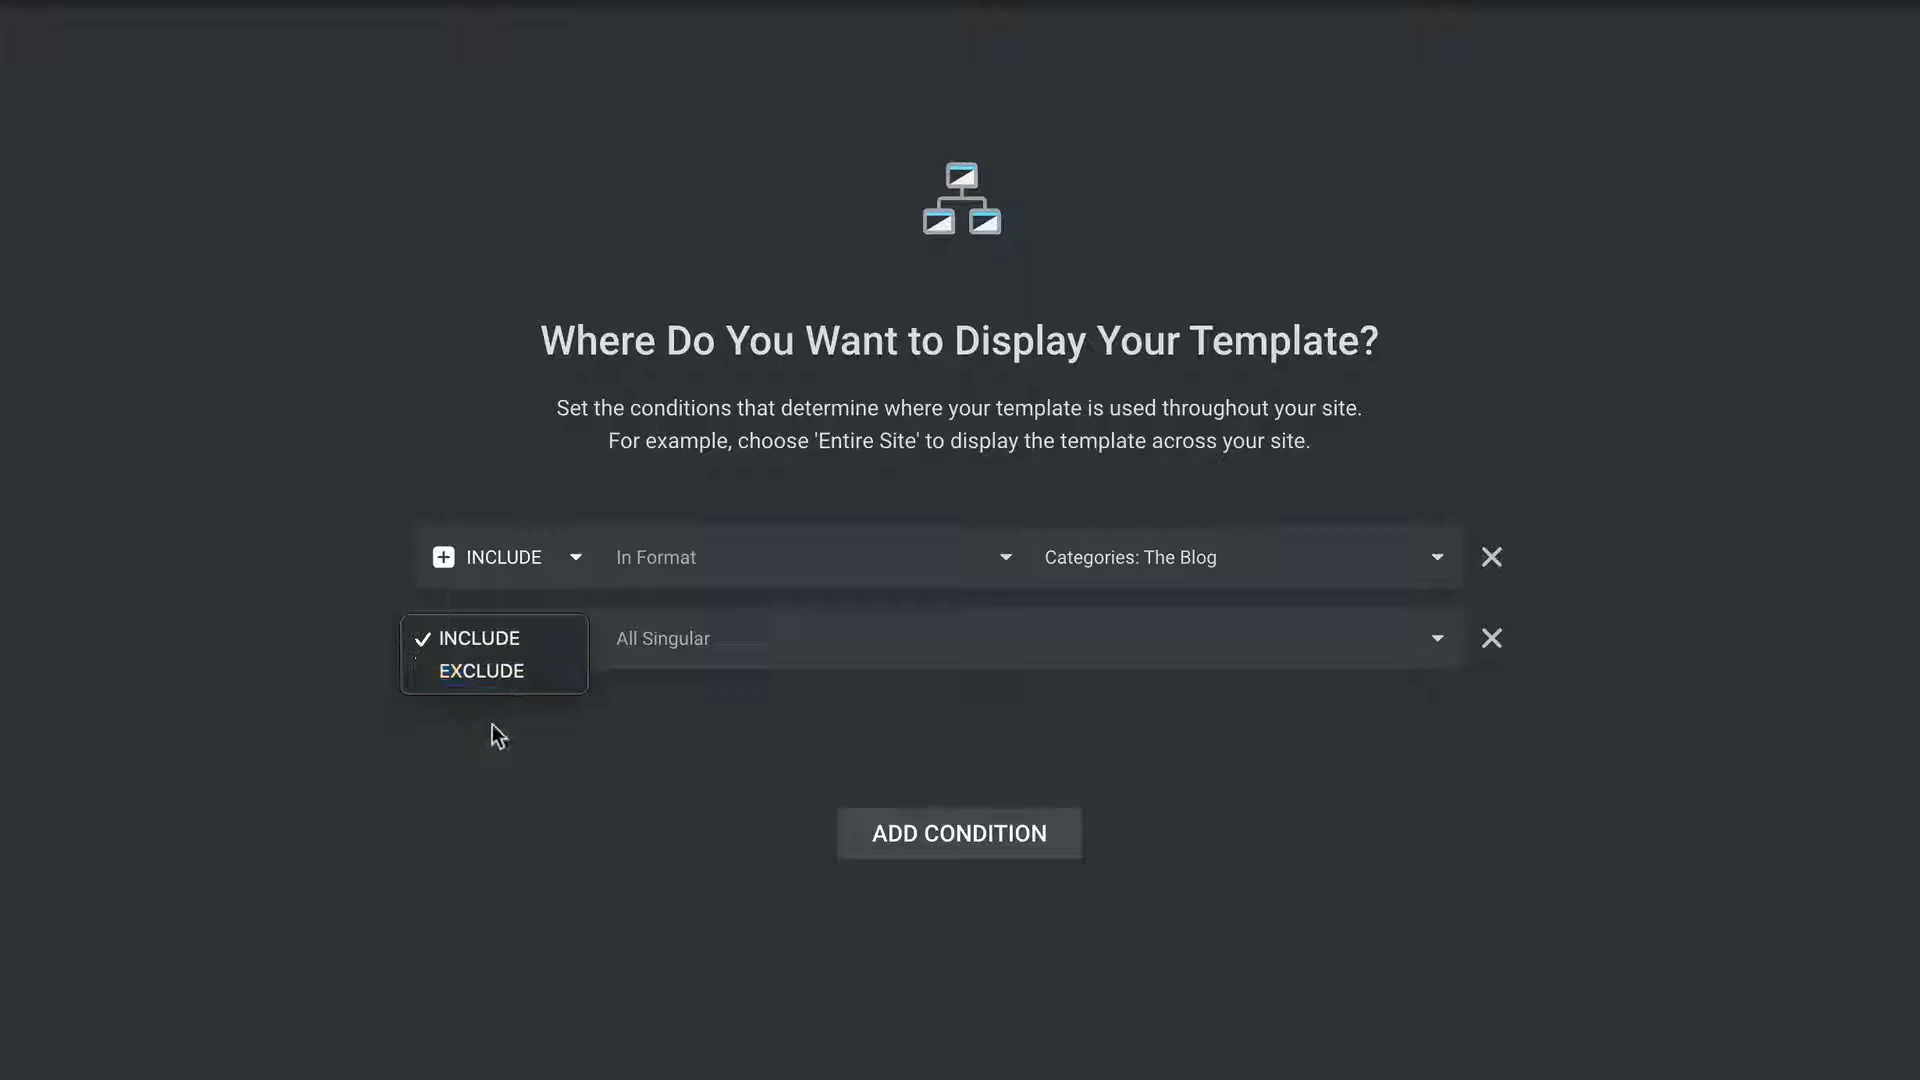 Where Do You Want to Display Your Template?
Set the conditions that determine where your template is used throughout your site.
For example, choose 'Entire Site' to display the template across your site.
INCLUDE In Format Categories: The Blog
INCLUDE All Singular
EXCLUDE
ADD CONDITION